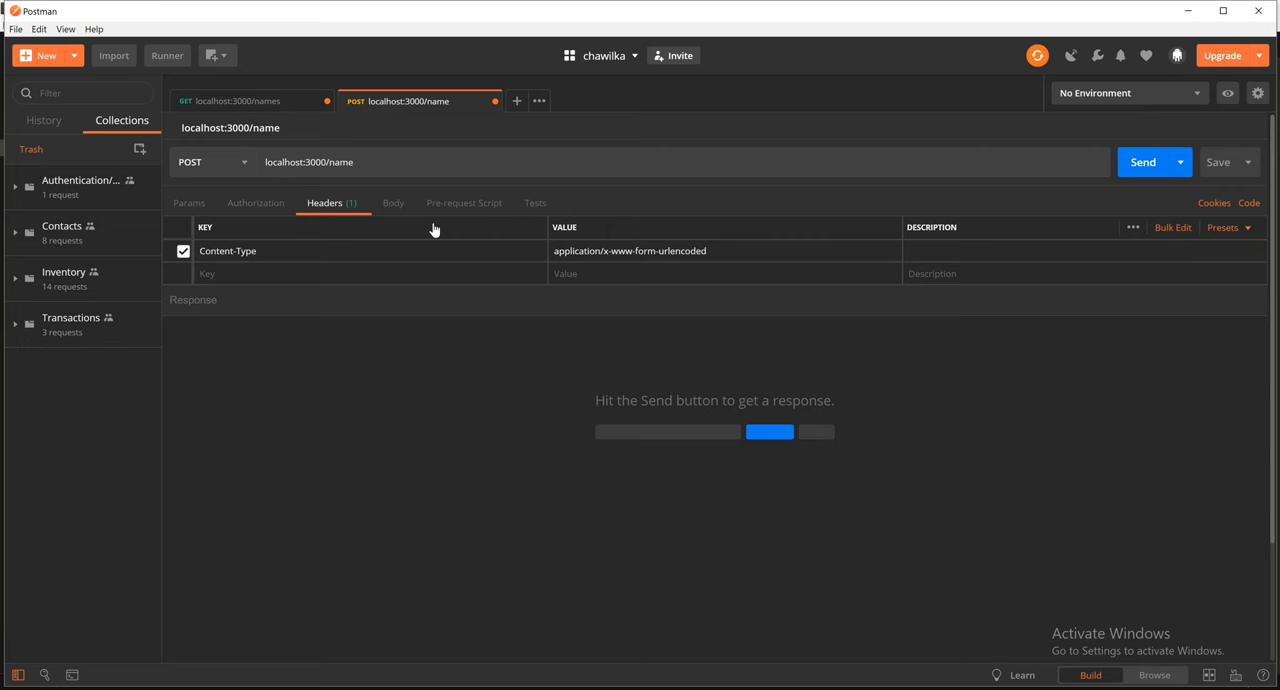 Postman
File Edit View Help
New Import Runner chawilka Invite Upgrade
Filter
History Collections
Trash
Authentication/...
1 request
Contacts
8 requests
Inventory
14 requests
Transactions
3 requests
GET localhost:3000/names POST localhost:3000/name
No Environment
localhost:3000/name
POST localhost:3000/name Send Save
Params Authorization Headers (1) Body Pre-request Script Tests Cookies Code
KEY VALUE DESCRIPTION Bulk Edit Presets
Content-Type application/x-www-form-urlencoded
Key Value Description
Response
Hit the Send button to get a response.
Activate Windows
Go to Settings to activate Windows.
Learn Build Browse